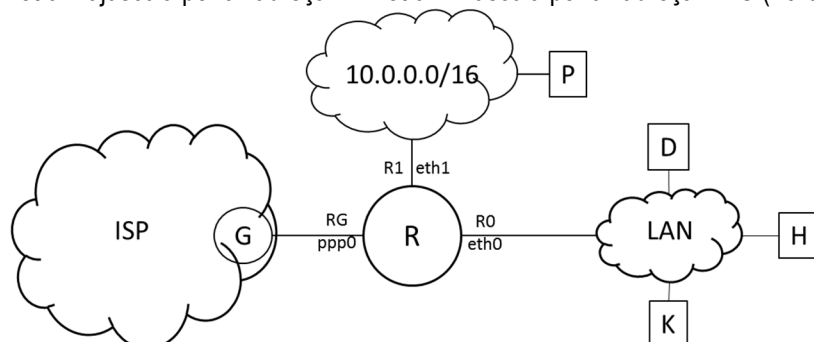 10.0.0.0/16
P
R1 eth1
D
ISP
G
RG
ppp0
R
R0
eth0
LAN
H
K